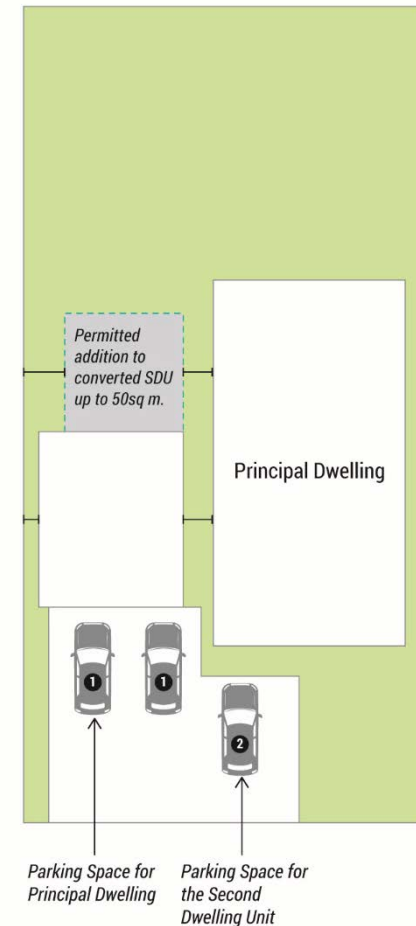 Permitted
addition to
converted SDU
up to 50sq m.
Principal Dwelling
1
1
2
Parking Space for
Principal Dwelling
Parking Space for
the Second
Dwelling Unit